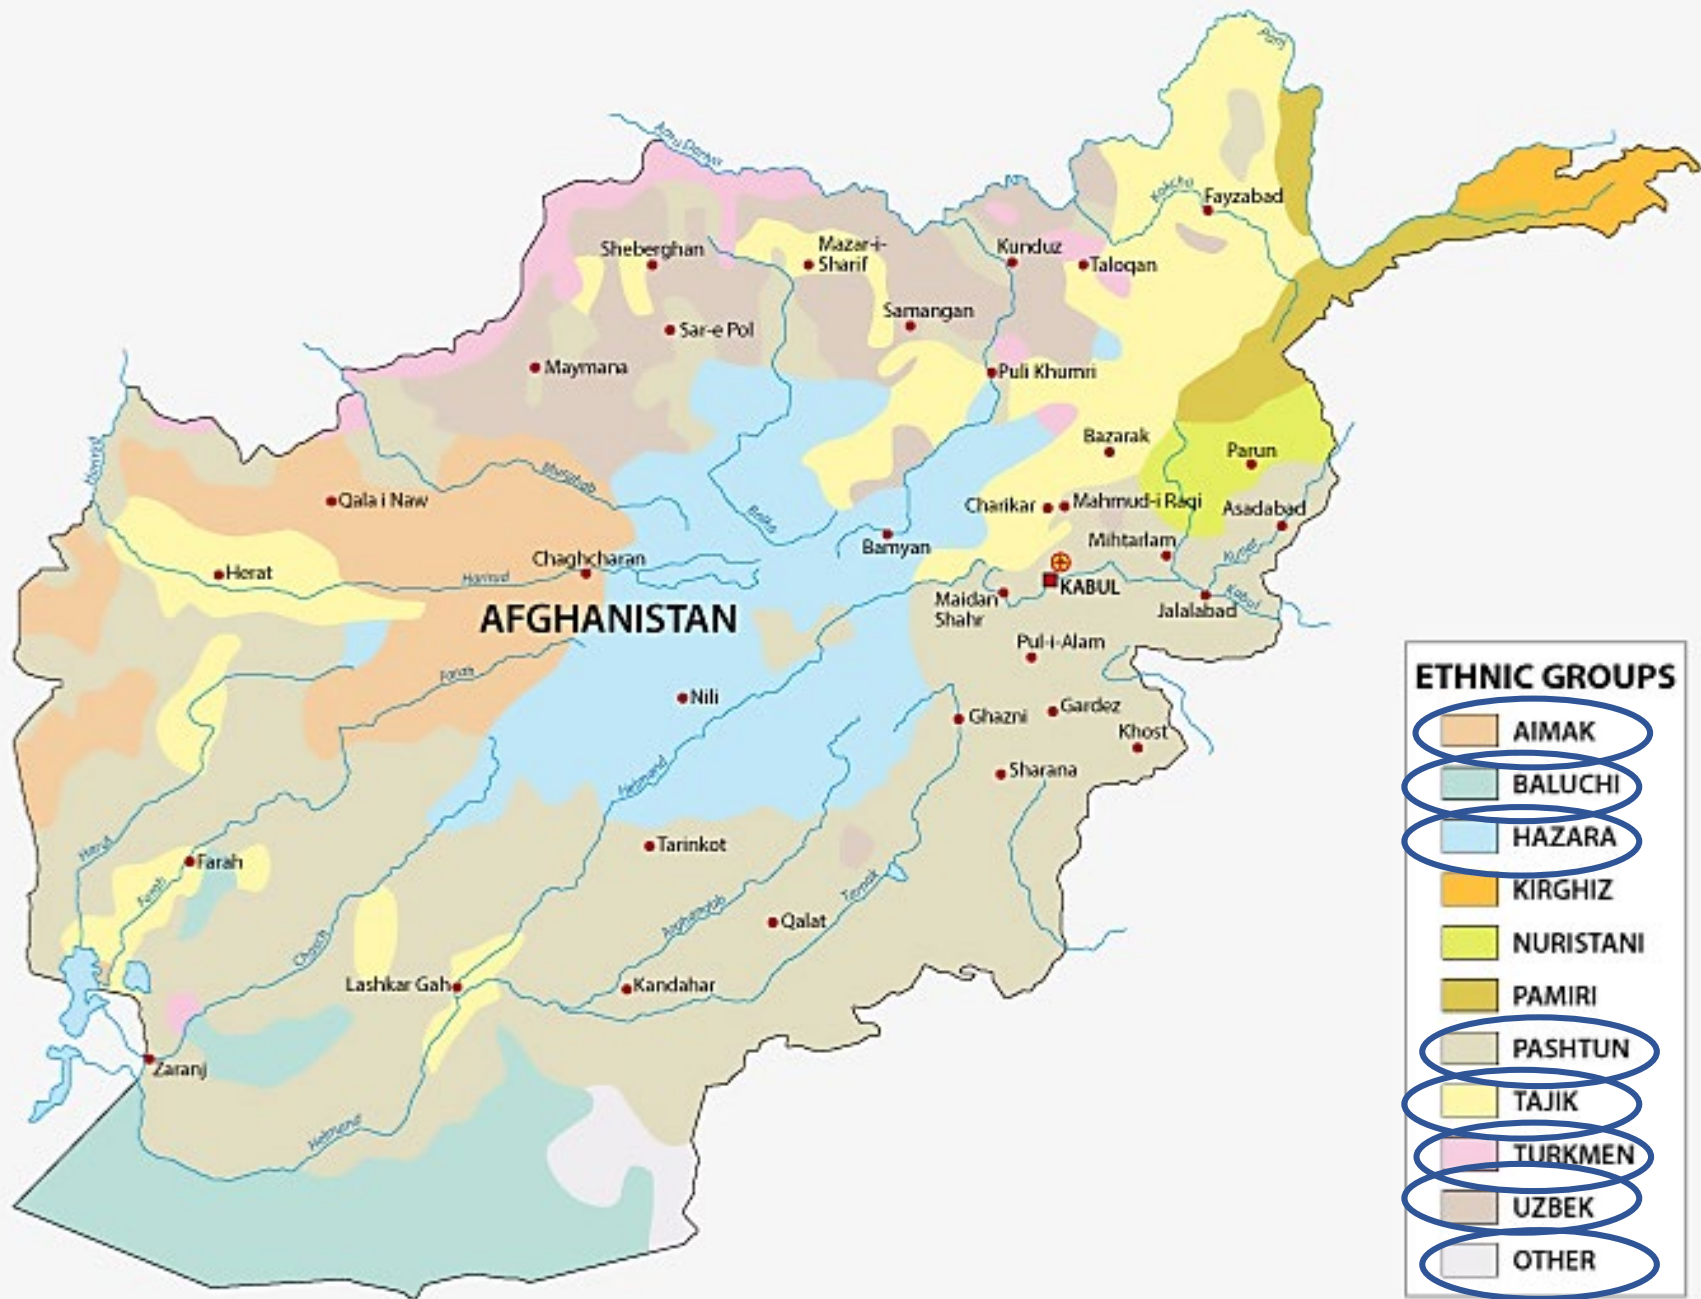 Panj
Amu Darya
Kokcha
Fayzabad
Sheberghan
Mazar-i-
Sharif
Kunduz
Taloqan
Samangan
Sar-e Pol
Maymana
Puli Khumri
Harirud
Bazarak
Parun
Murghab
Qala i Naw
Charikar
Mahmud-i Raqi
Asadabad
Balkh
Mihtarlam
Kunar
Bamyan
Chaghcharan
Herat
Harirud
KABUL
Maidan
Shahr
Jalalabad
Kabul
AFGHANISTAN
Pul-i-Alam
Farah
Nili
Ghazni
Gardez
Khost
Helmand
Sharana
Tarinkot
Harut
Farah
Farah
Tarnak
Arghandab
Qalat
Lashkar Gah
Kandahar
Zaranj
Helmand
ETHNIC GROUPS
AIMAK
BALUCHI
HAZARA
KIRGHIZ
NURISTANI
PAMIRI
PASHTUN
TAJIK
TURKMEN
UZBEK
OTHER